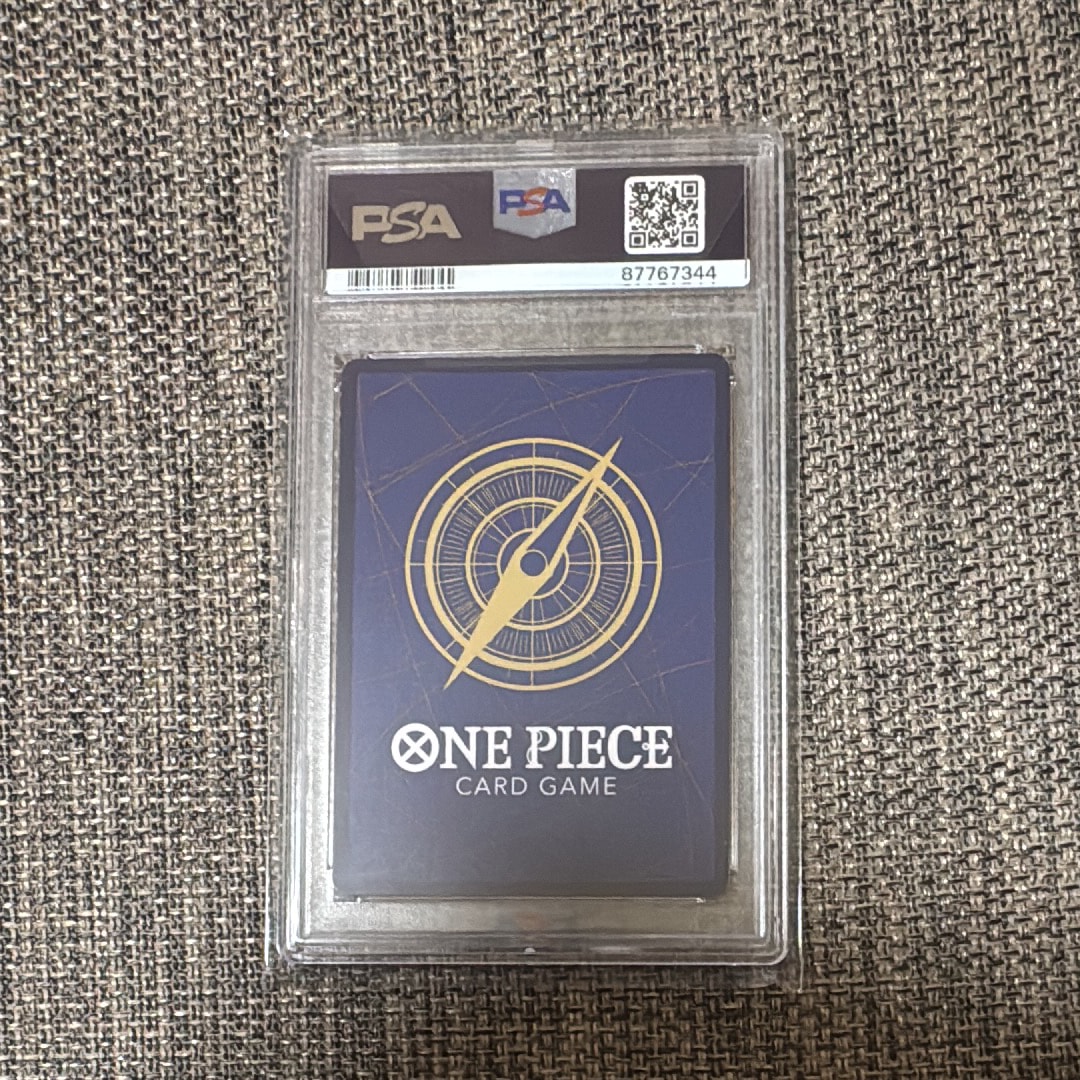 PSA
PSA
87767344
ONE PIECE
CARD GAME